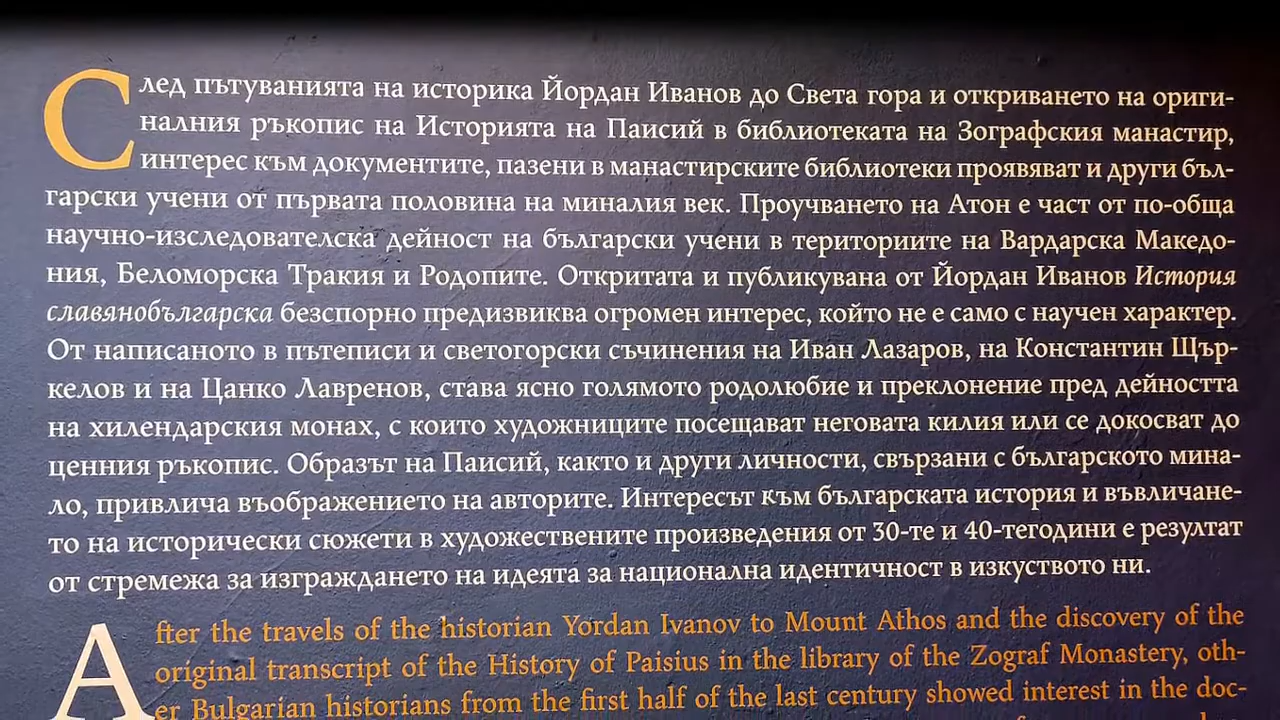 След пътуванията на историка Йордан Иванов до Света гора и откриването на ориги-
налния ръкопис на Историята на Паисий в библиотеката на Зографския манастир,
интерес към документите, пазени в манастирските библиотеки проявяват и други бъл-
гарски учени от първата половина на миналия век. Проучването на Атон е част от по-обща
научно-изследователска дейност на български учени в териториите на Вардарска Македо-
ния, Беломорска Тракия и Родопите. Откритата и публикувана от Йордан Иванов История
славянобългарска безспорно предизвиква огромен интерес, който не е само с научен характер.
От написаното в пътеписи и светогорски съчинения на Иван Лазаров, на Константин Щър-
келов и на Цанко Лавренов, става ясно голямото родолюбие и преклонение пред дейността
на хилендарския монах, с които художниците посещават неговата килия или се докосват до
ценния ръкопис. Образът на Паисий, както и други личности, свързани с българското мина-
ло, привлича въображението на авторите. Интересът към българската история и въвличане-
то на исторически сюжети в художествените произведения от 30-те и 40-тегодини е резултат
от стремежа за изграждането на идеята за национална идентичност в изкуството ни.
After the travels of the historian Yordan Ivanov to Mount Athos and the discovery of the
original transcript of the History of Paisius in the library of the Zograf Monastery, oth-
er Bulgarian historians from the first half of the last century showed interest in the doc-